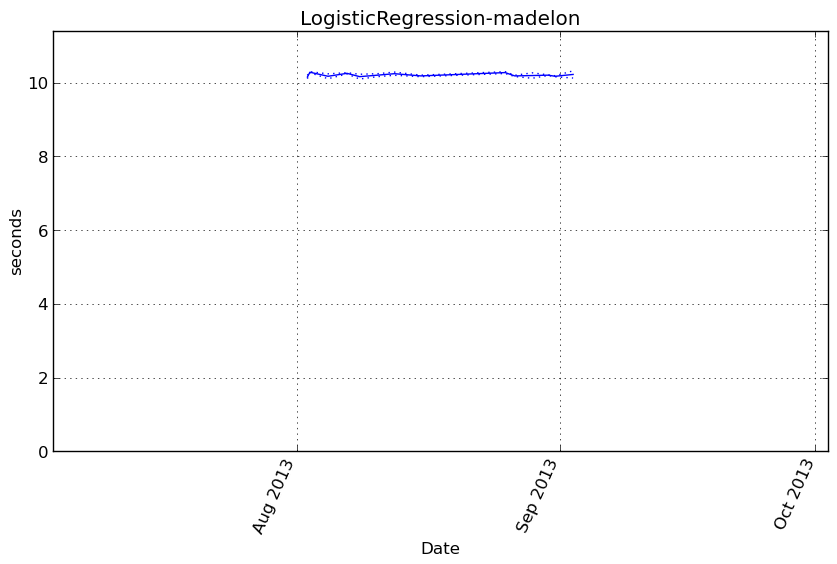 LogisticRegression-madelon
10
8
6
4
2
0
seconds
Aug 2013
Sep 2013
Oct 2013
Date